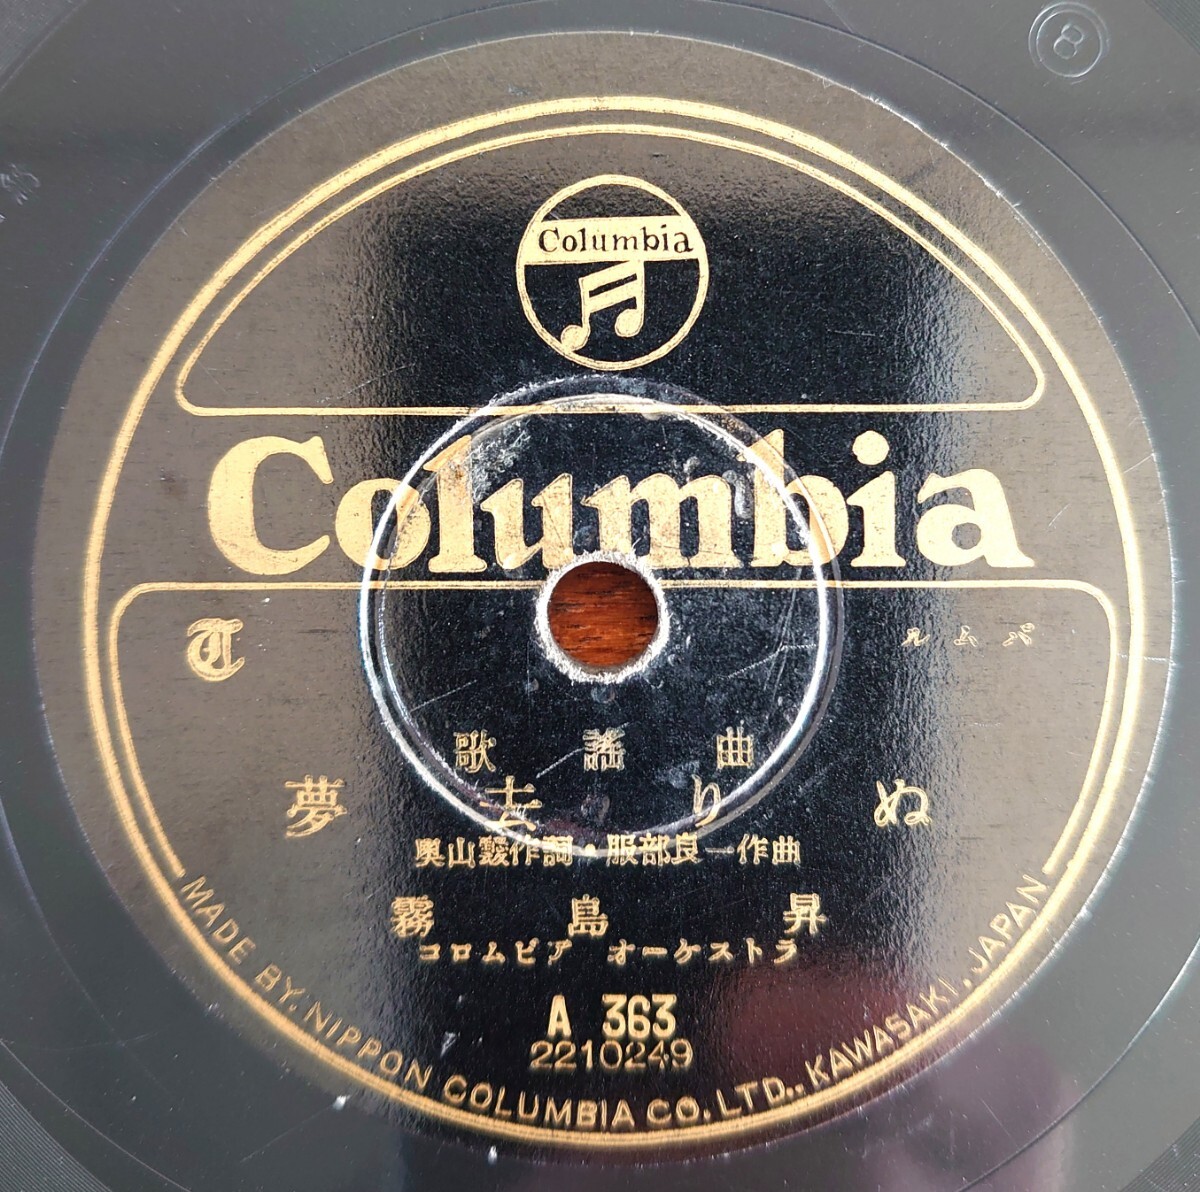 8
Columbia
Columbia
T
ルムバ
歌謡曲
夢去りぬ
奥山靉作詞・服部良一作曲
霧島昇
コロムビア オーケストラ
A 363
2210249
MADE BY. NIPPON COLUMBIA CO. LTD., KAWASAKI. JAPAN